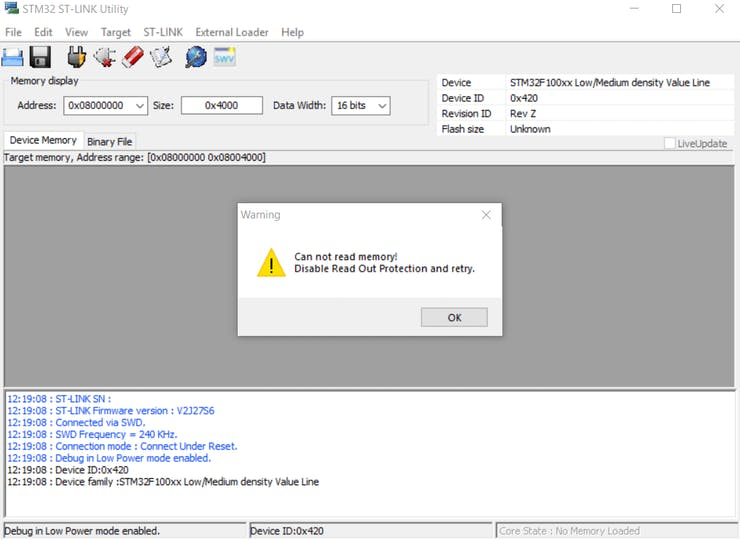 STM32 ST-LINK Utility
File Edit View Target ST-LINK External Loader Help
SWV
Memory display
Address: 0x08000000 Size: 0x4000 Data Width: 16 bits
Device STM32F100xx Low/Medium density Value Line
Device ID 0x420
Revision ID Rev Z
Flash size Unknown
Device Memory Binary File
LiveUpdate
Target memory, Address range: [0x08000000 0x08004000]
Warning
Can not read memory!
Disable Read Out Protection and retry.
OK
12:19:08 : ST-LINK SN :
12:19:08 : ST-LINK Firmware version : V2J27S6
12:19:08 : Connected via SWD.
12:19:08 : SWD Frequency = 240 KHz.
12:19:08 : Connection mode : Connect Under Reset.
12:19:08 : Debug in Low Power mode enabled.
12:19:08 : Device ID:0x420
12:19:08 : Device family :STM32F100xx Low/Medium density Value Line
Debug in Low Power mode enabled. Device ID:0x420 Core State : No Memory Loaded